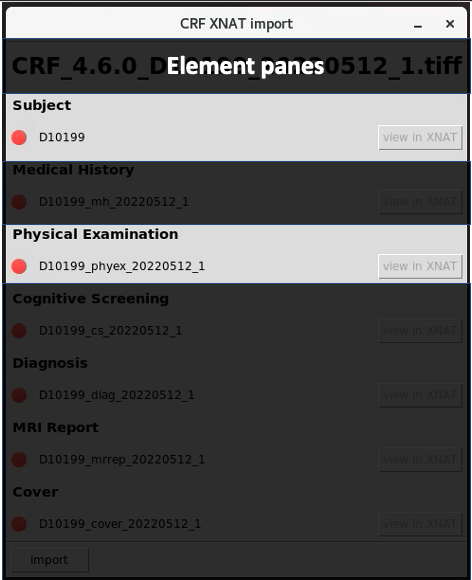 CRF XNAT import
CRF_4.6.0_D 0512_1.tiff
Element panes
Subject
D10199 view in XNAT
Medical History
D10199_mh_20220512_1 view in XNAT
Physical Examination
D10199_phyex_20220512_1 view in XNAT
Cognitive Screening
D10199_cs_20220512_1 view in XNAT
Diagnosis
D10199_diag_20220512_1 view in XNAT
MRI Report
D10199_mrrep_20220512_1 view in XNAT
Cover
D10199_cover_20220512_1 view in XNAT
import